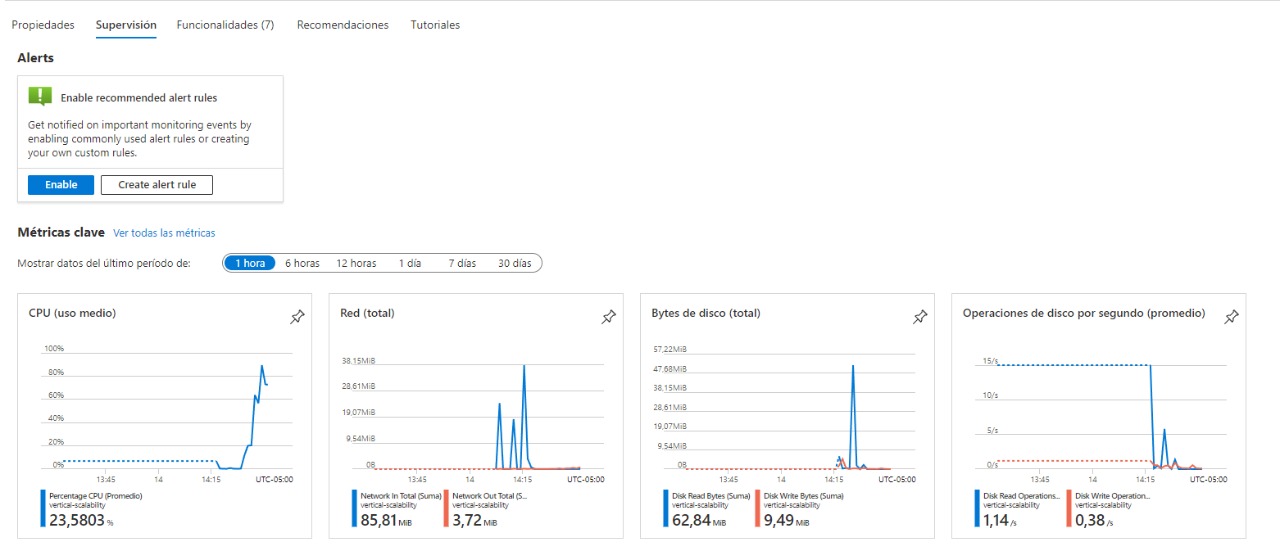 Propiedades Supervisión Funcionalidades (7) Recomendaciones Tutoriales
Alerts
Enable recommended alert rules
Get notified on important monitoring events by
enabling commonly used alert rules or creating
your own custom rules.
Enable Create alert rule
Métricas clave Ver todas las métricas
Mostrar datos del último período de: 1 hora 6 horas 12 horas 1 día 7 días 30 días
CPU (uso medio)
100%
80%
60%
40%
20%
0%
13:45 14 14:15 UTC-05:00
Percentage CPU (Promedio)
vertical-scalability
23,5803 %
Red (total)
38,15MiB
28,61MiB
19,07MiB
9,54MiB
0B
13:45 14 14:15 UTC-05:00
Network In Total (Suma) Network Out Total (S...
vertical-scalability vertical-scalability
85,81 MiB 3,72 MiB
Bytes de disco (total)
57,22MiB
47,68MiB
38,15MiB
28,61MiB
19,07MiB
9,54MiB
0B
13:45 14 14:15 UTC-05:00
Disk Read Bytes (Suma) Disk Write Bytes (Suma)
vertical-scalability vertical-scalability
62,84 MiB 9,49 MiB
Operaciones de disco por segundo (promedio)
15/s
10/s
5/s
0/s
13:45 14 14:15 UTC-05:00
Disk Read Operations... Disk Write Operation...
vertical-scalability vertical-scalability
1,14 /s 0,38 /s